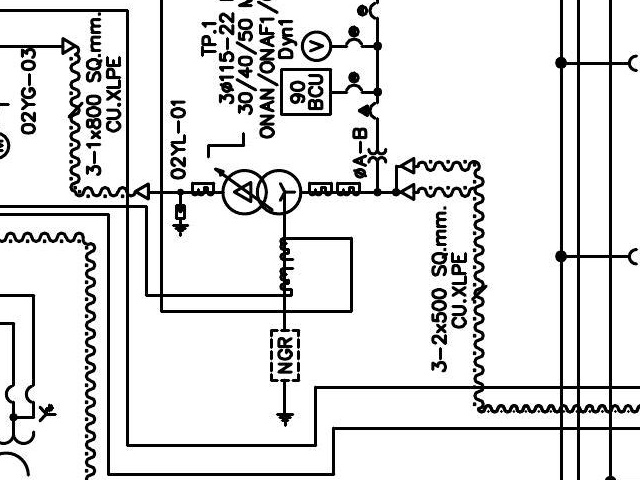 02YG-03
3-1x800 SQ.mm.
CU.XLPE
02YL-01
TP.1
3ø115-22
30/40/50 M
ONAN/ONAF1/
Dyn1
V
90
BCU
øA-B
3-2x500 SQ.mm.
CU.XLPE
NGR